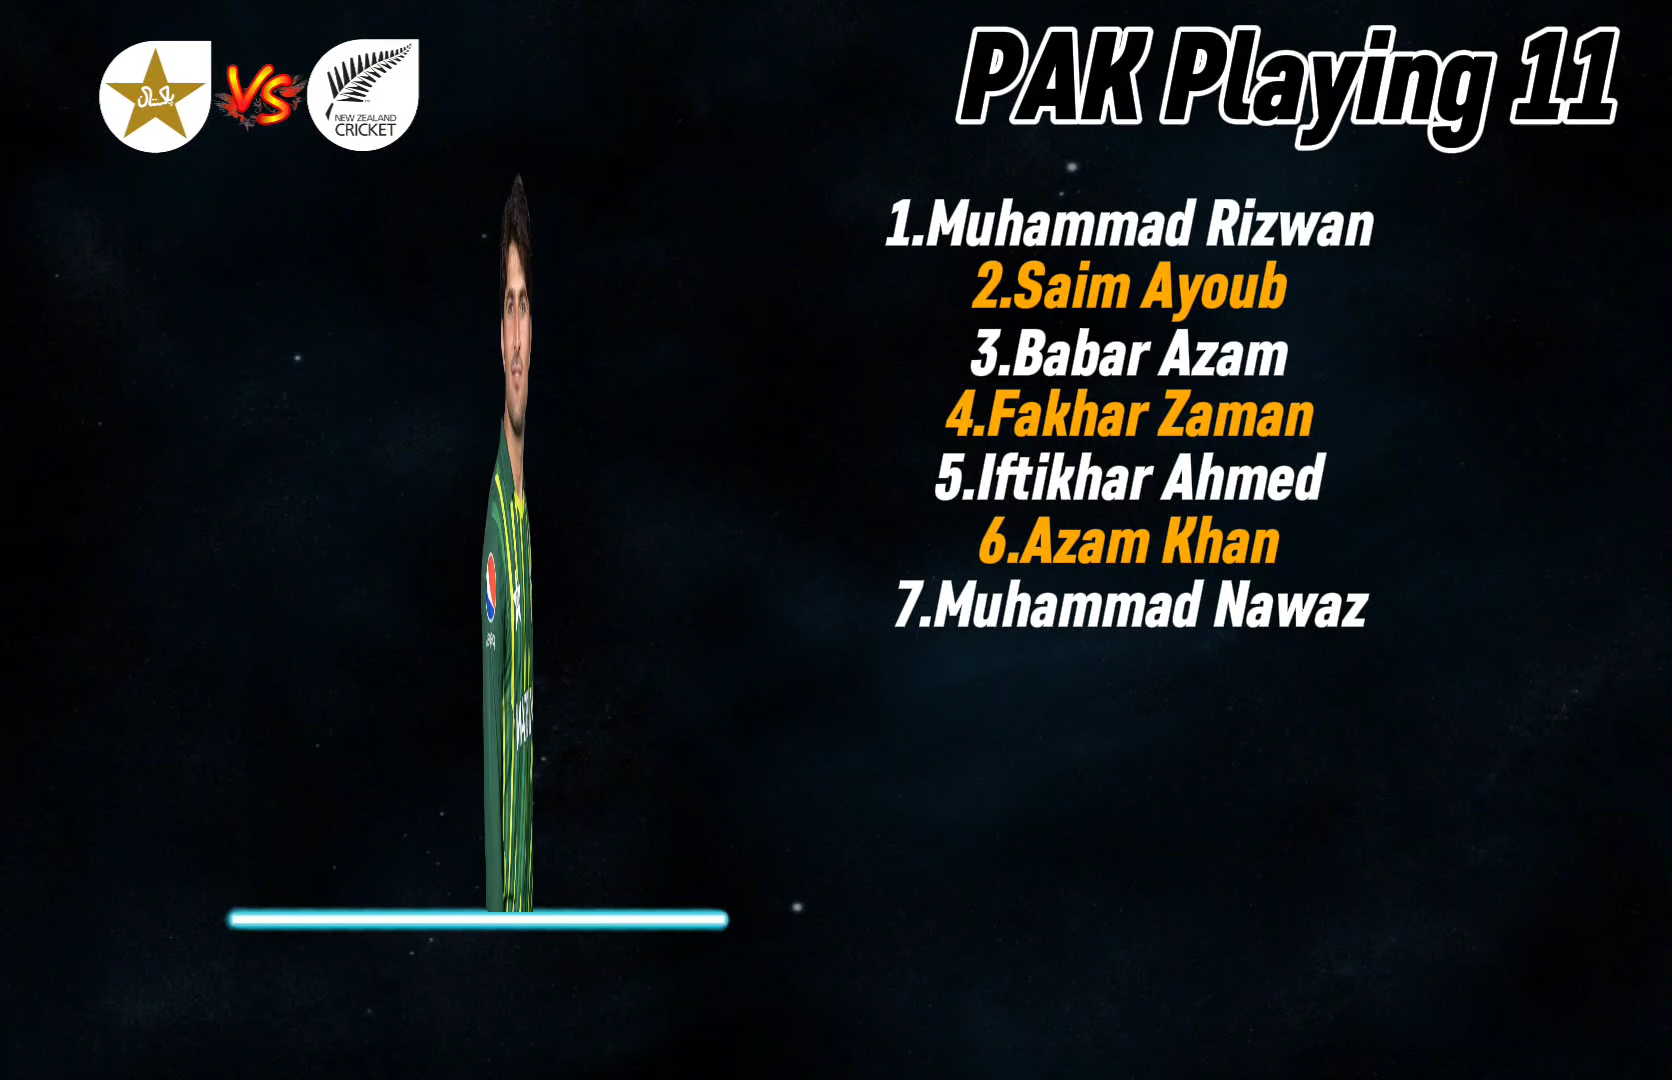 PAK Playing 11
VS
NEW ZEALAND
CRICKET
1.Muhammad Rizwan
2.Saim Ayoub
3.Babar Azam
4.Fakhar Zaman
5.Iftikhar Ahmed
6.Azam Khan
7.Muhammad Nawaz